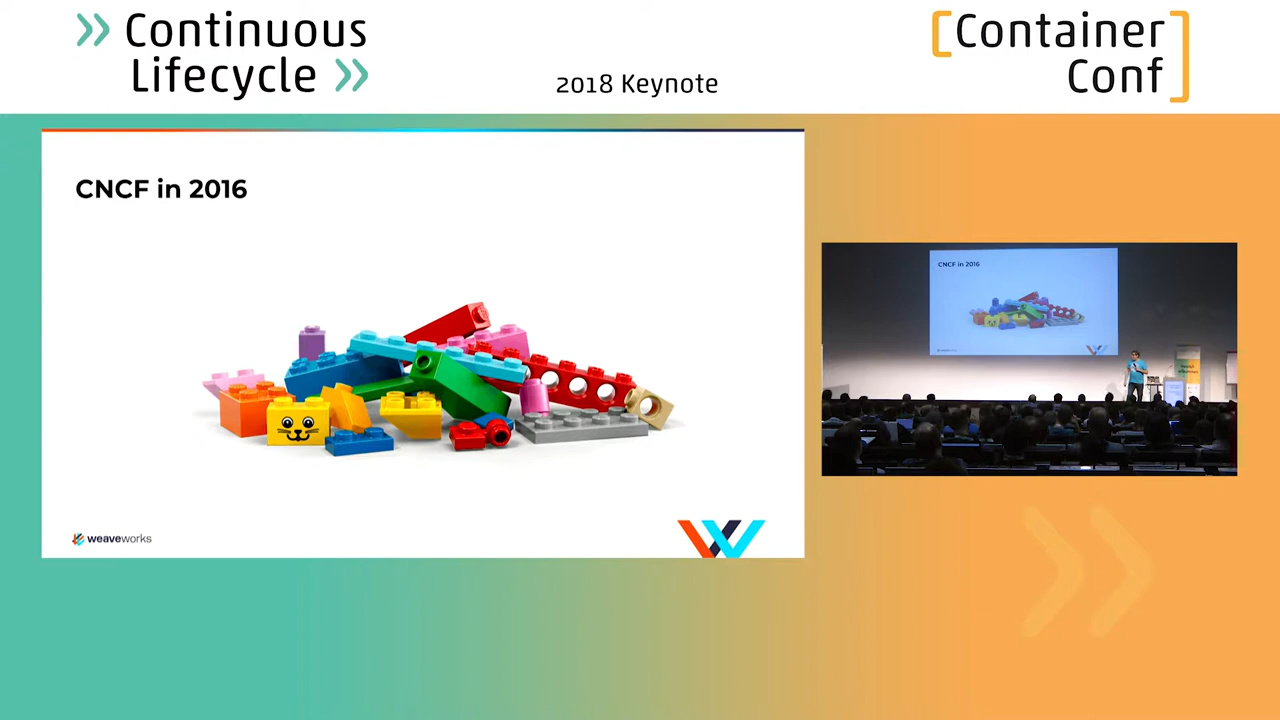 Continuous
Lifecycle
2018 Keynote
Container
Conf
CNCF in 2016
weaveworks
CNCF in 2016